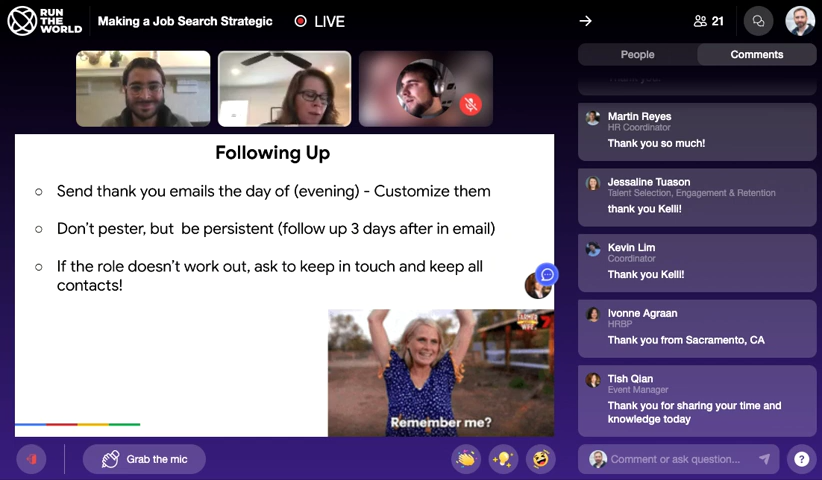 RUN
THE
WORLD
Making a Job Search Strategic
LIVE
21
People
Comments
Following Up
Send thank you emails the day of (evening) - Customize them
Don't pester, but be persistent (follow up 3 days after in email)
If the role doesn't work out, ask to keep in touch and keep all
contacts!
FARMER
WIFE
7
Remember me?
Grab the mic
Thank you!
Martin Reyes
HR Coordinator
Thank you so much!
Jessaline Tuason
Talent Selection, Engagement & Retention
thank you Kelli!
Kevin Lim
Coordinator
Thank you Kelli!
Ivonne Agraan
HRBP
Thank you from Sacramento, CA
Tish Qian
Event Manager
Thank you for sharing your time and
knowledge today
Comment or ask question...
?